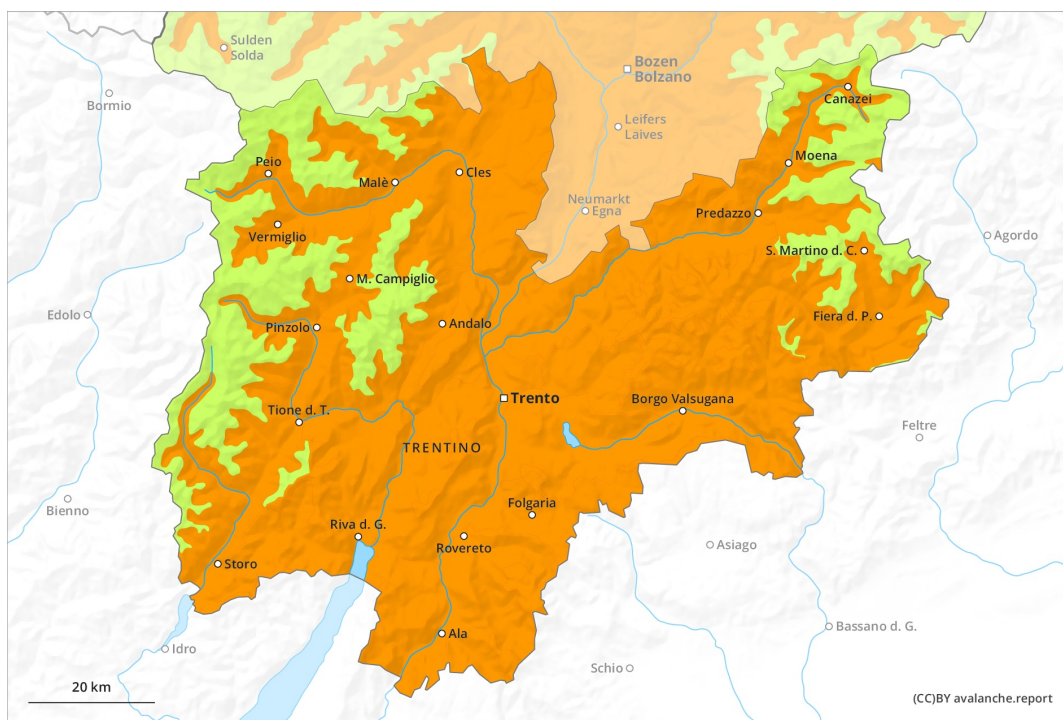 Sulden
Solda
Bozen
Bolzano
Bormio
Canazei
Leifers
Laives
Peio
Malè
Cles
Moena
Neumarkt
Egna
Predazzo
Vermiglio
Agordo
S. Martino d. C.
M. Campiglio
Edolo
Pinzolo
Andalo
Fiera d. P.
Trento
Borgo Valsugana
Tione d. T.
Feltre
TRENTINO
Bienno
Folgaria
Riva d. G.
Rovereto
Asiago
Storo
Bassano d. G.
Ala
Idro
Schio
20 km
(CC)BY avalanche.report